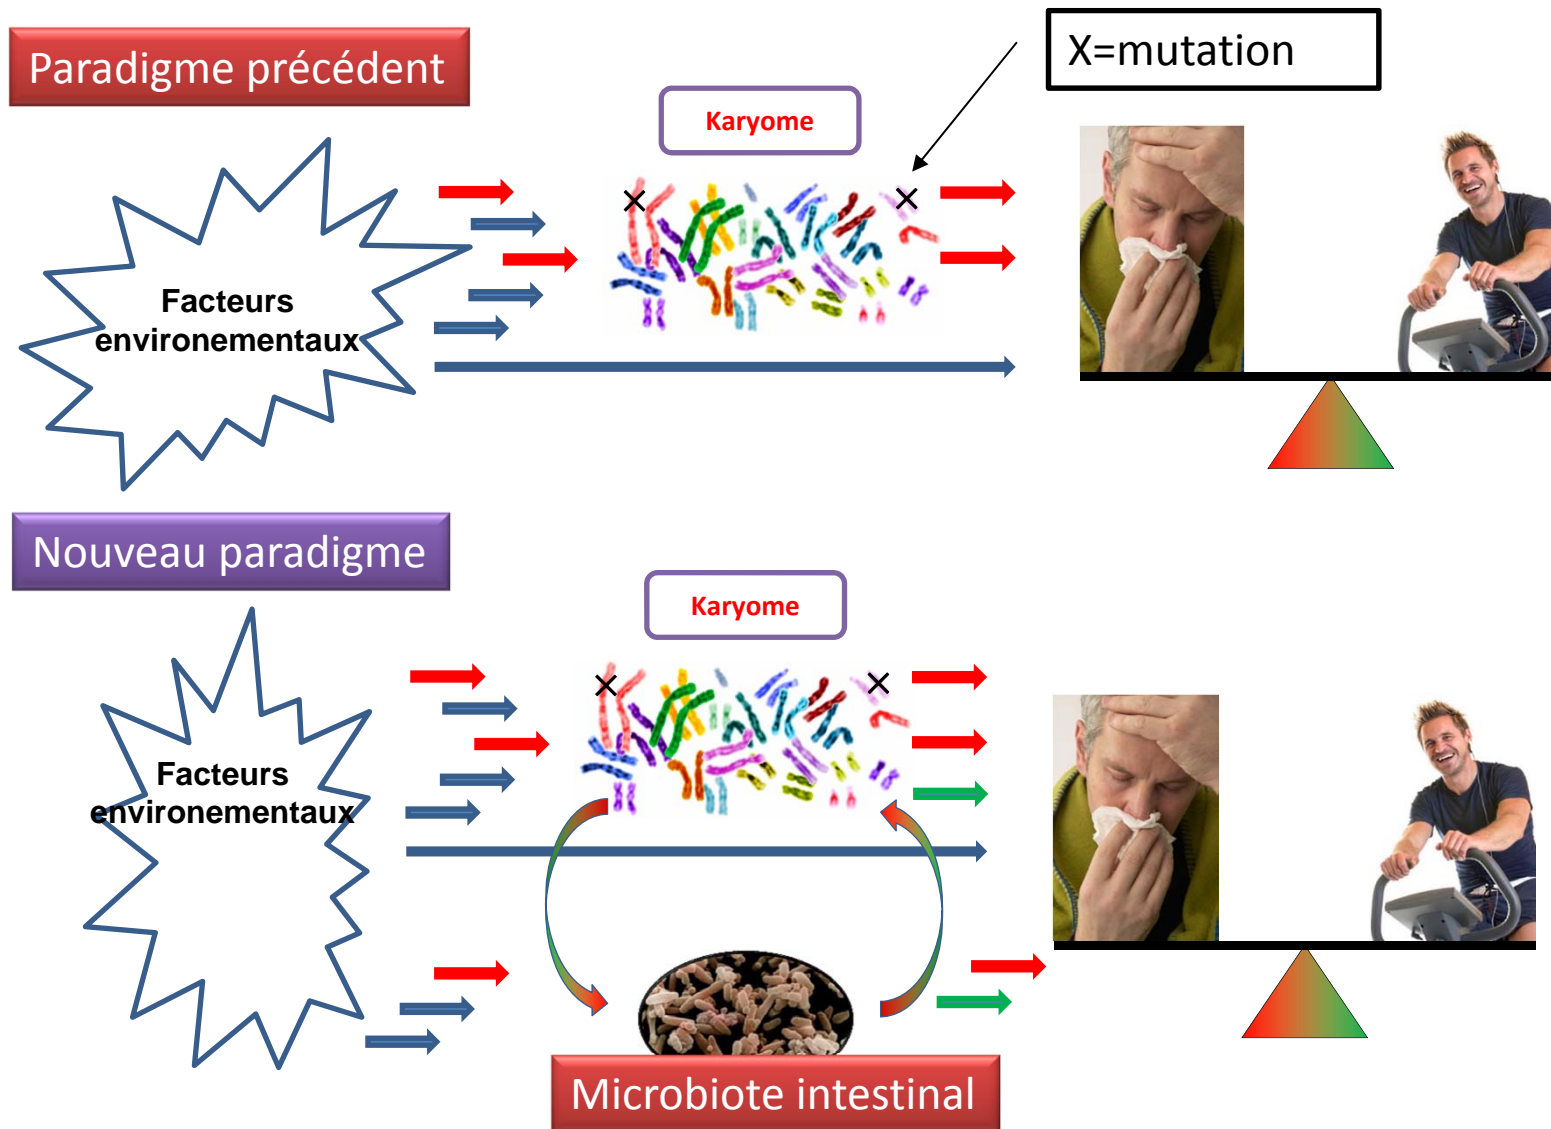 Paradigme précédent
X=mutation
Karyome
Facteurs
environementaux
Nouveau paradigme
Karyome
Facteurs
environementaux
Microbiote intestinal